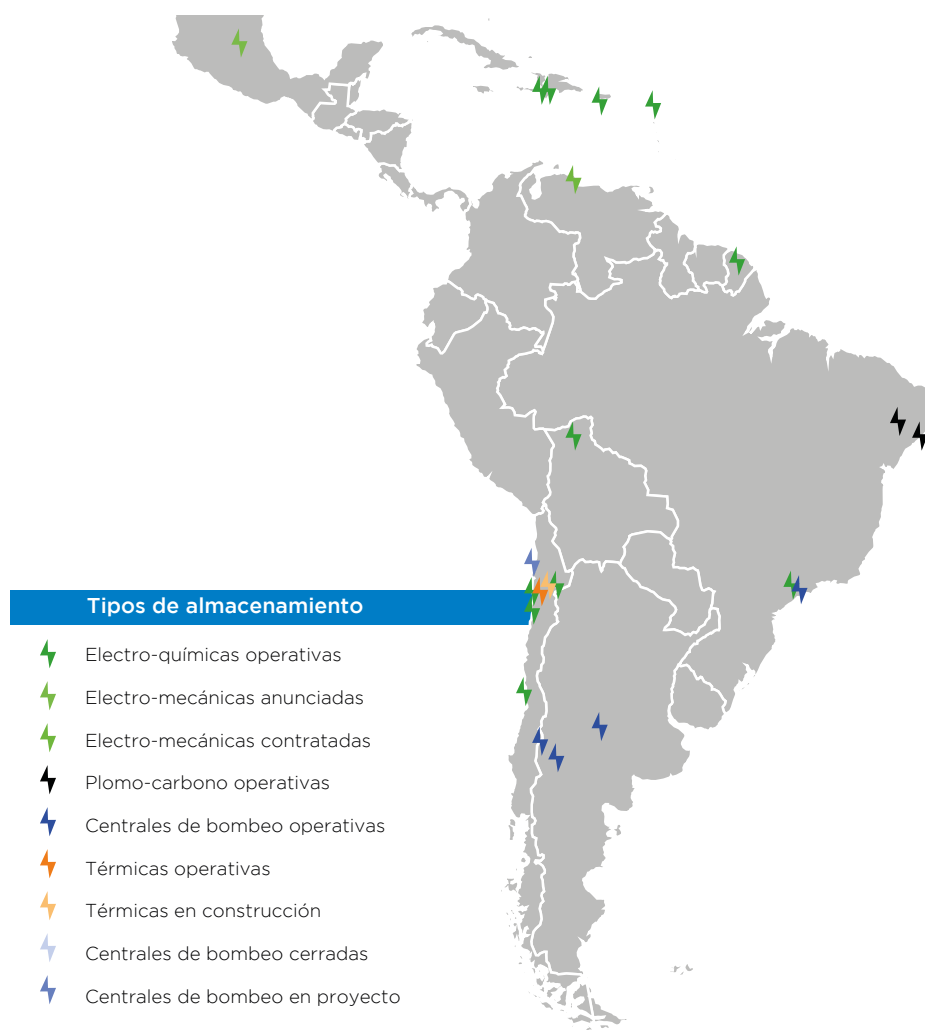 Tipos de almacenamiento
Electro-químicas operativas
Electro-mecánicas anunciadas
Electro-mecánicas contratadas
Plomo-carbono operativas
Centrales de bombeo operativas
Térmicas operativas
Térmicas en construcción
Centrales de bombeo cerradas
Centrales de bombeo en proyecto